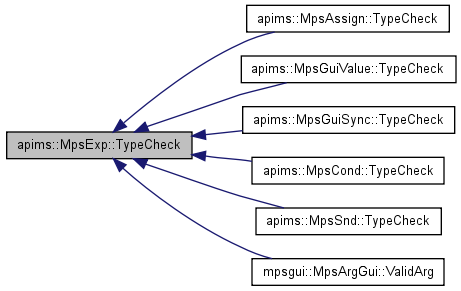 apims::MpsAssign::TypeCheck
apims::MpsGuiValue::TypeCheck
apims::MpsGuiSync::TypeCheck
apims::MpsExp::TypeCheck
apims::MpsCond::TypeCheck
apims::MpsSnd::TypeCheck
mpsgui::MpsArgGui::ValidArg